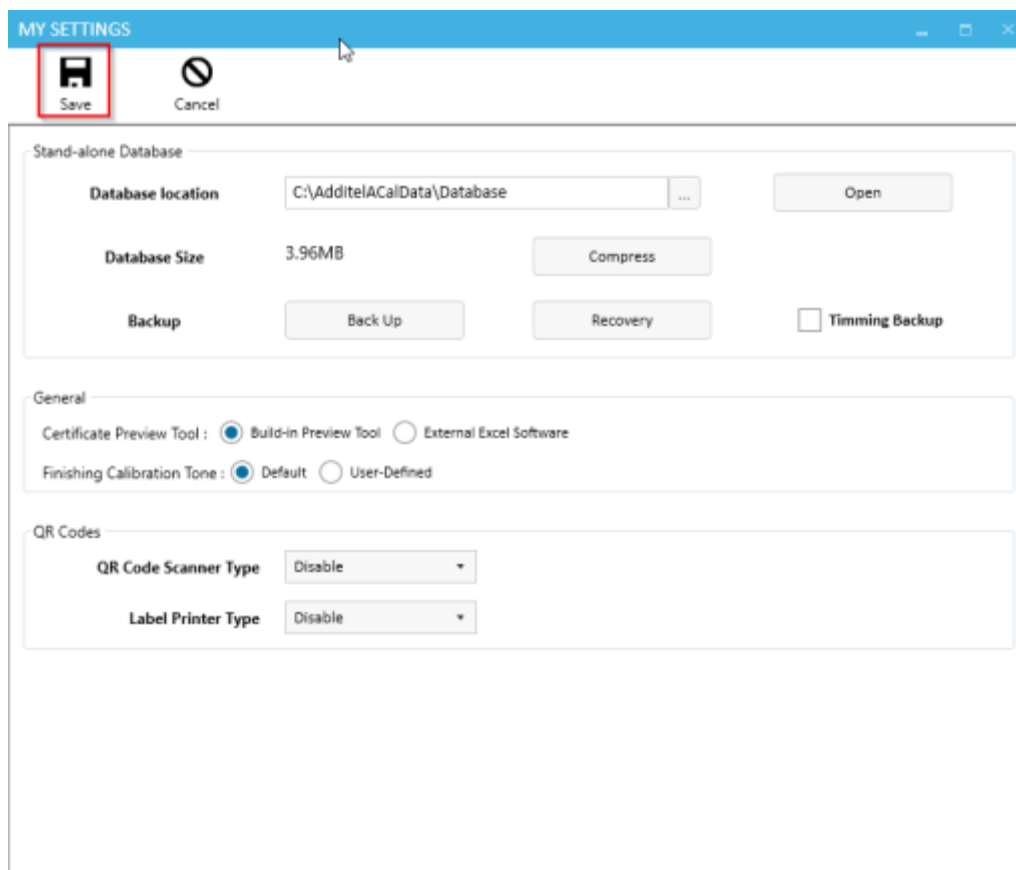 MY SETTINGS
Save Cancel
Stand-alone Database
Database location C:\AdditelACalData\Database ... Open
Database Size 3.96MB Compress
Backup Back Up Recovery Timming Backup
General
Certificate Preview Tool : Build-in Preview Tool External Excel Software
Finishing Calibration Tone : Default User-Defined
QR Codes
QR Code Scanner Type Disable
Label Printer Type Disable